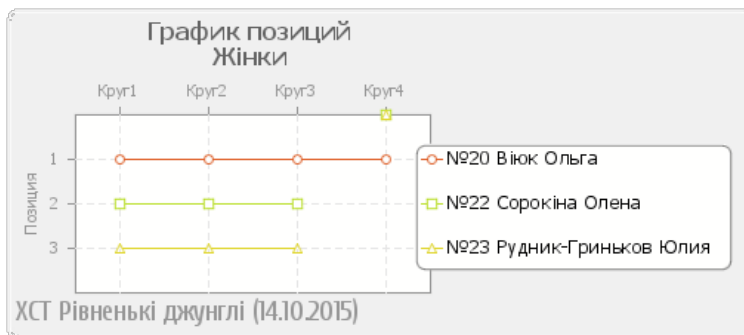 График позиций
Жінки
Круг1 Круг2 Круг3 Круг4
Позиция
1
2
3
№20 Віюк Ольга
№22 Сорокіна Олена
№23 Рудник-Гриньков Юлия
ХСТ Рівненькі джунглі (14.10.2015)